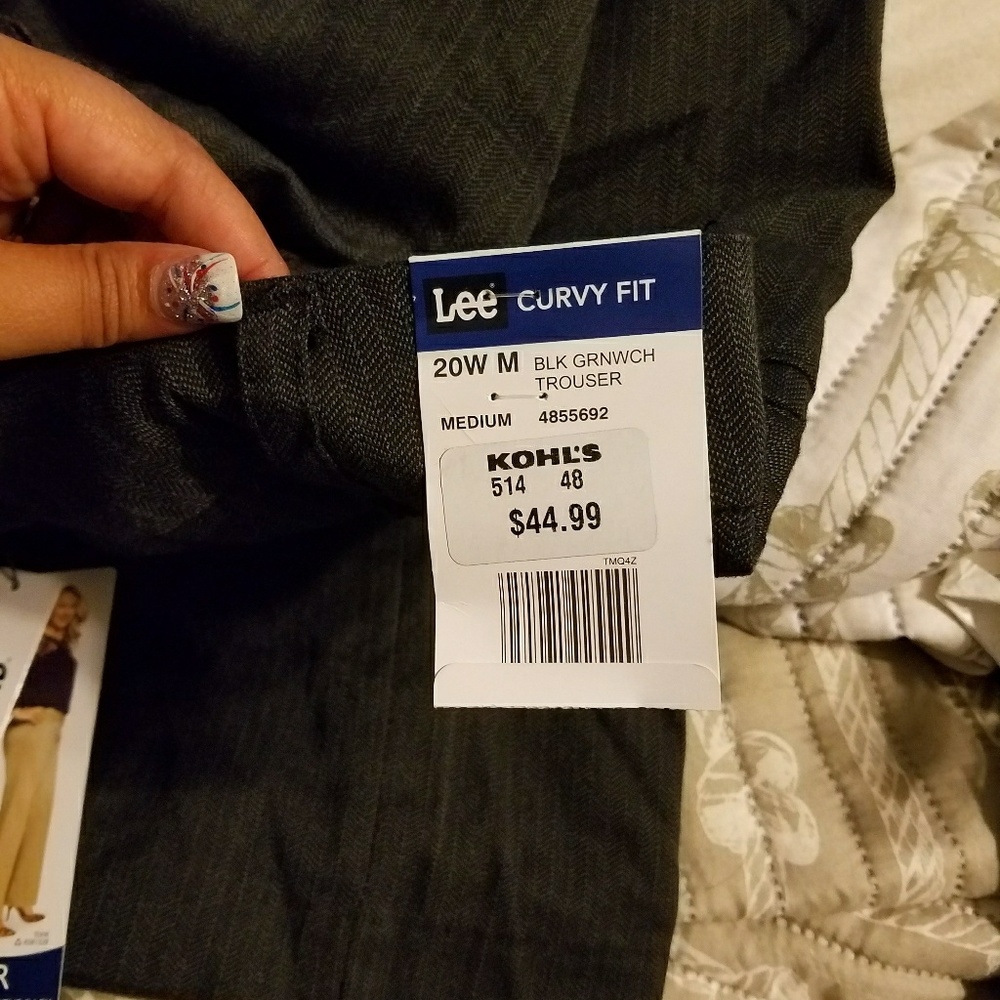 Lee® CURVY FIT
20W M BLK GRNWCH
TROUSER
MEDIUM 4855692
KOHL'S
514 48
$44.99
TMQ4Z
R